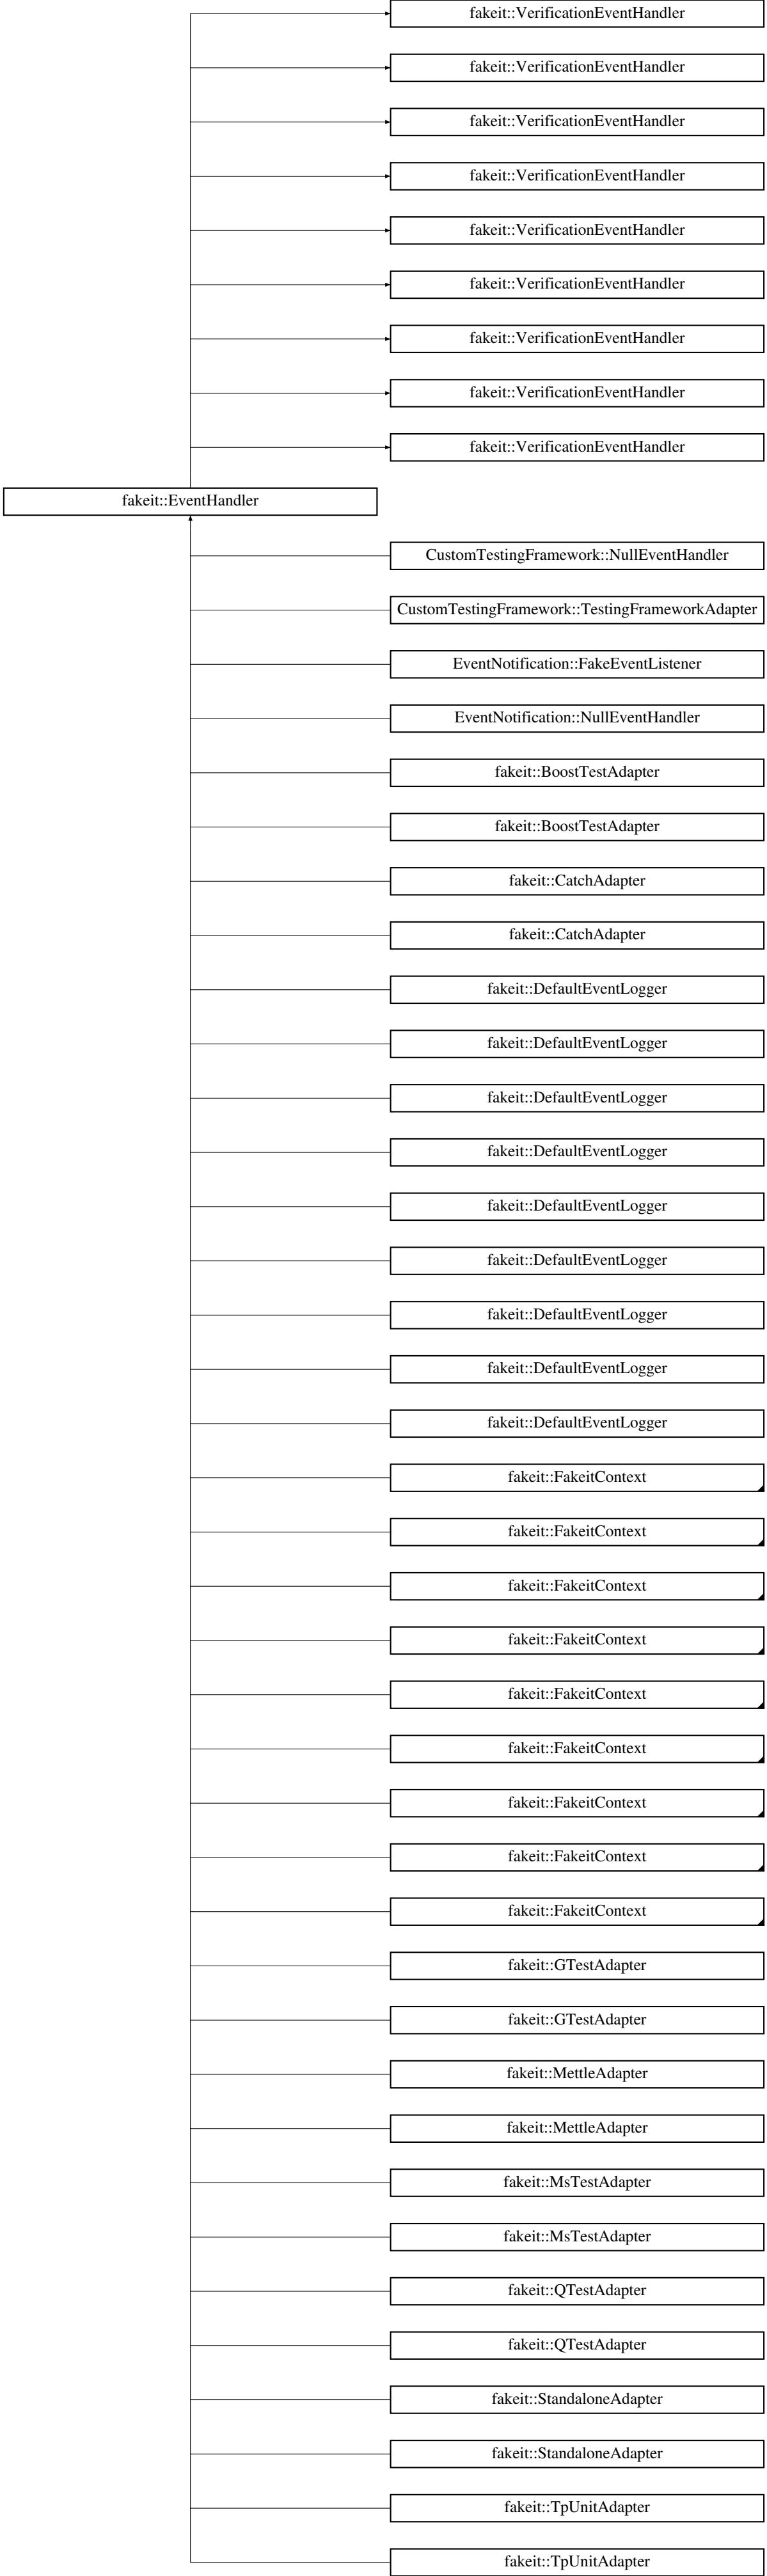 fakeit::VerificationEventHandler
fakeit::VerificationEventHandler
fakeit::VerificationEventHandler
fakeit::VerificationEventHandler
fakeit::VerificationEventHandler
fakeit::VerificationEventHandler
fakeit::VerificationEventHandler
fakeit::VerificationEventHandler
fakeit::VerificationEventHandler
fakeit::EventHandler
CustomTestingFramework::NullEventHandler
CustomTestingFramework::TestingFrameworkAdapter
EventNotification::FakeEventListener
EventNotification::NullEventHandler
fakeit::BoostTestAdapter
fakeit::BoostTestAdapter
fakeit::CatchAdapter
fakeit::CatchAdapter
fakeit::DefaultEventLogger
fakeit::DefaultEventLogger
fakeit::DefaultEventLogger
fakeit::DefaultEventLogger
fakeit::DefaultEventLogger
fakeit::DefaultEventLogger
fakeit::DefaultEventLogger
fakeit::DefaultEventLogger
fakeit::DefaultEventLogger
fakeit::FakeitContext
fakeit::FakeitContext
fakeit::FakeitContext
fakeit::FakeitContext
fakeit::FakeitContext
fakeit::FakeitContext
fakeit::FakeitContext
fakeit::FakeitContext
fakeit::FakeitContext
fakeit::GTestAdapter
fakeit::GTestAdapter
fakeit::MettleAdapter
fakeit::MettleAdapter
fakeit::MsTestAdapter
fakeit::MsTestAdapter
fakeit::QTestAdapter
fakeit::QTestAdapter
fakeit::StandaloneAdapter
fakeit::StandaloneAdapter
fakeit::TpUnitAdapter
fakeit::TpUnitAdapter